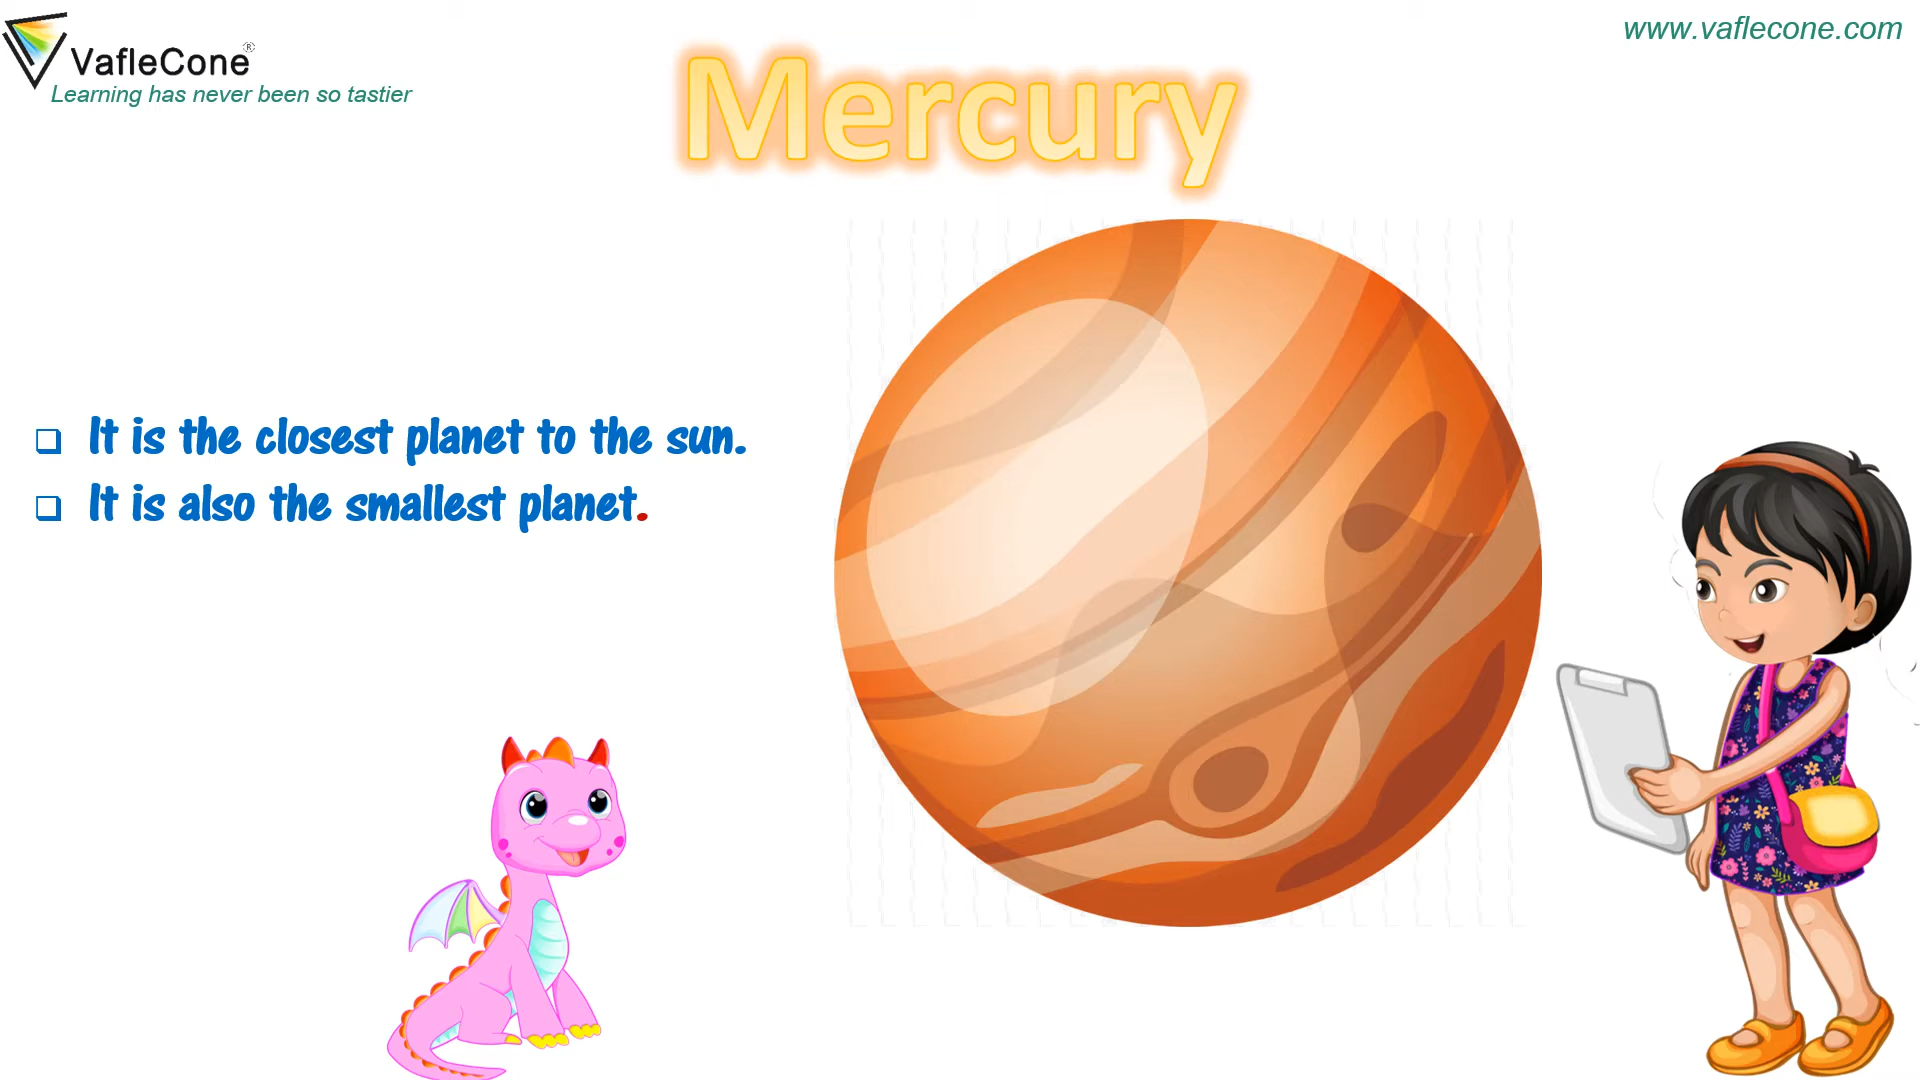 VafleCone®
Learning has never been so tastier
www.vaflecone.com
Mercury
❑ It is the closest planet to the sun.
❑ It is also the smallest planet.